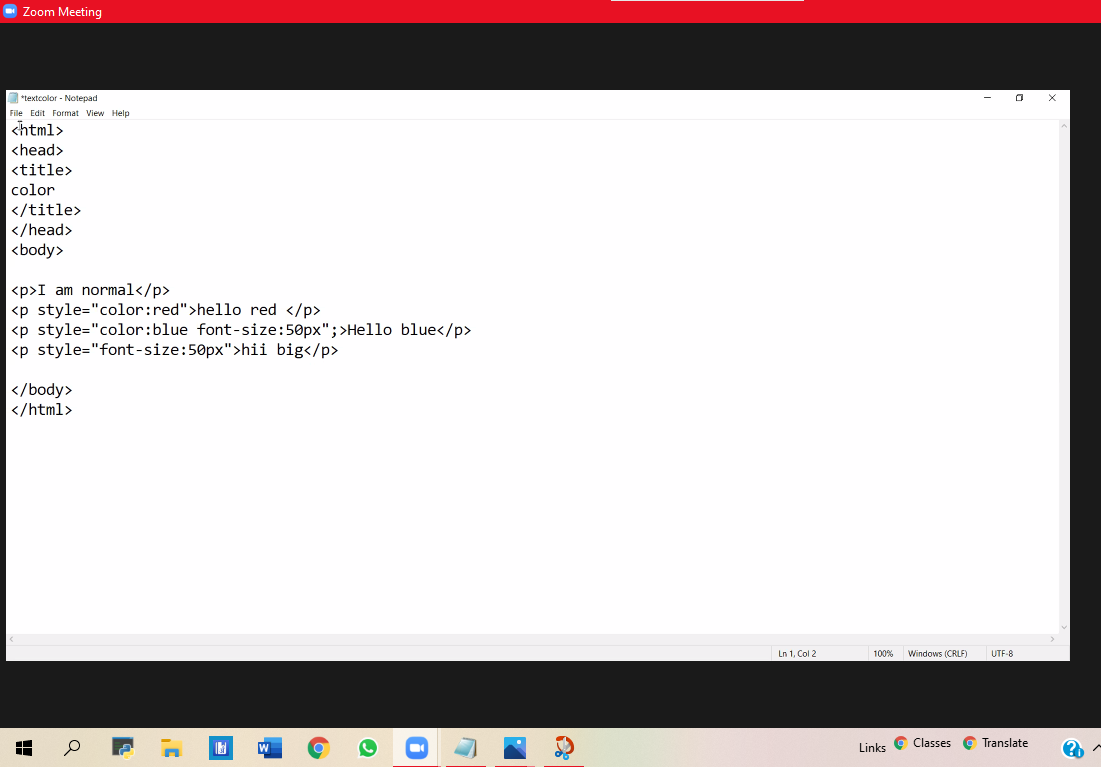 Zoom Meeting
*textcolor - Notepad
File Edit Format View Help
<html>
<head>
<title>
color
</title>
</head>
<body>
<p>I am normal</p>
<p style="color:red">hello red </p>
<p style="color:blue font-size:50px";>Hello blue</p>
<p style="font-size:50px">hii big</p>
</body>
</html>
Ln 1, Col 2 100% Windows (CRLF) UTF-8
Links Classes Translate